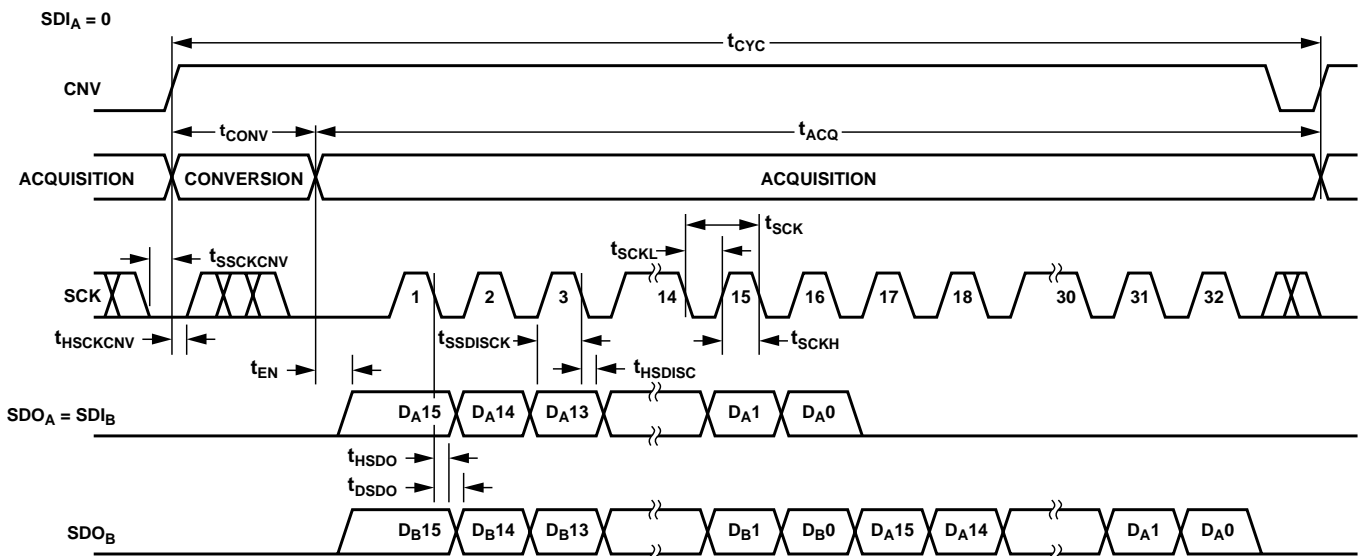 SDIA = 0
tCYC
CNV
tCONV
tACQ
ACQUISITION CONVERSION ACQUISITION
tSCK
tSSCKCNV
tSCKL
SCK 1 2 3 14 15 16 17 18 30 31 32
tHSCKCNV
tSSDISCK
tSCKH
tEN
tHSDISC
SDOA = SDIB DA15 DA14 DA13 DA1 DA0
tHSDO
tDSDO
SDOB DB15 DB14 DB13 DB1 DB0 DA15 DA14 DA1 DA0